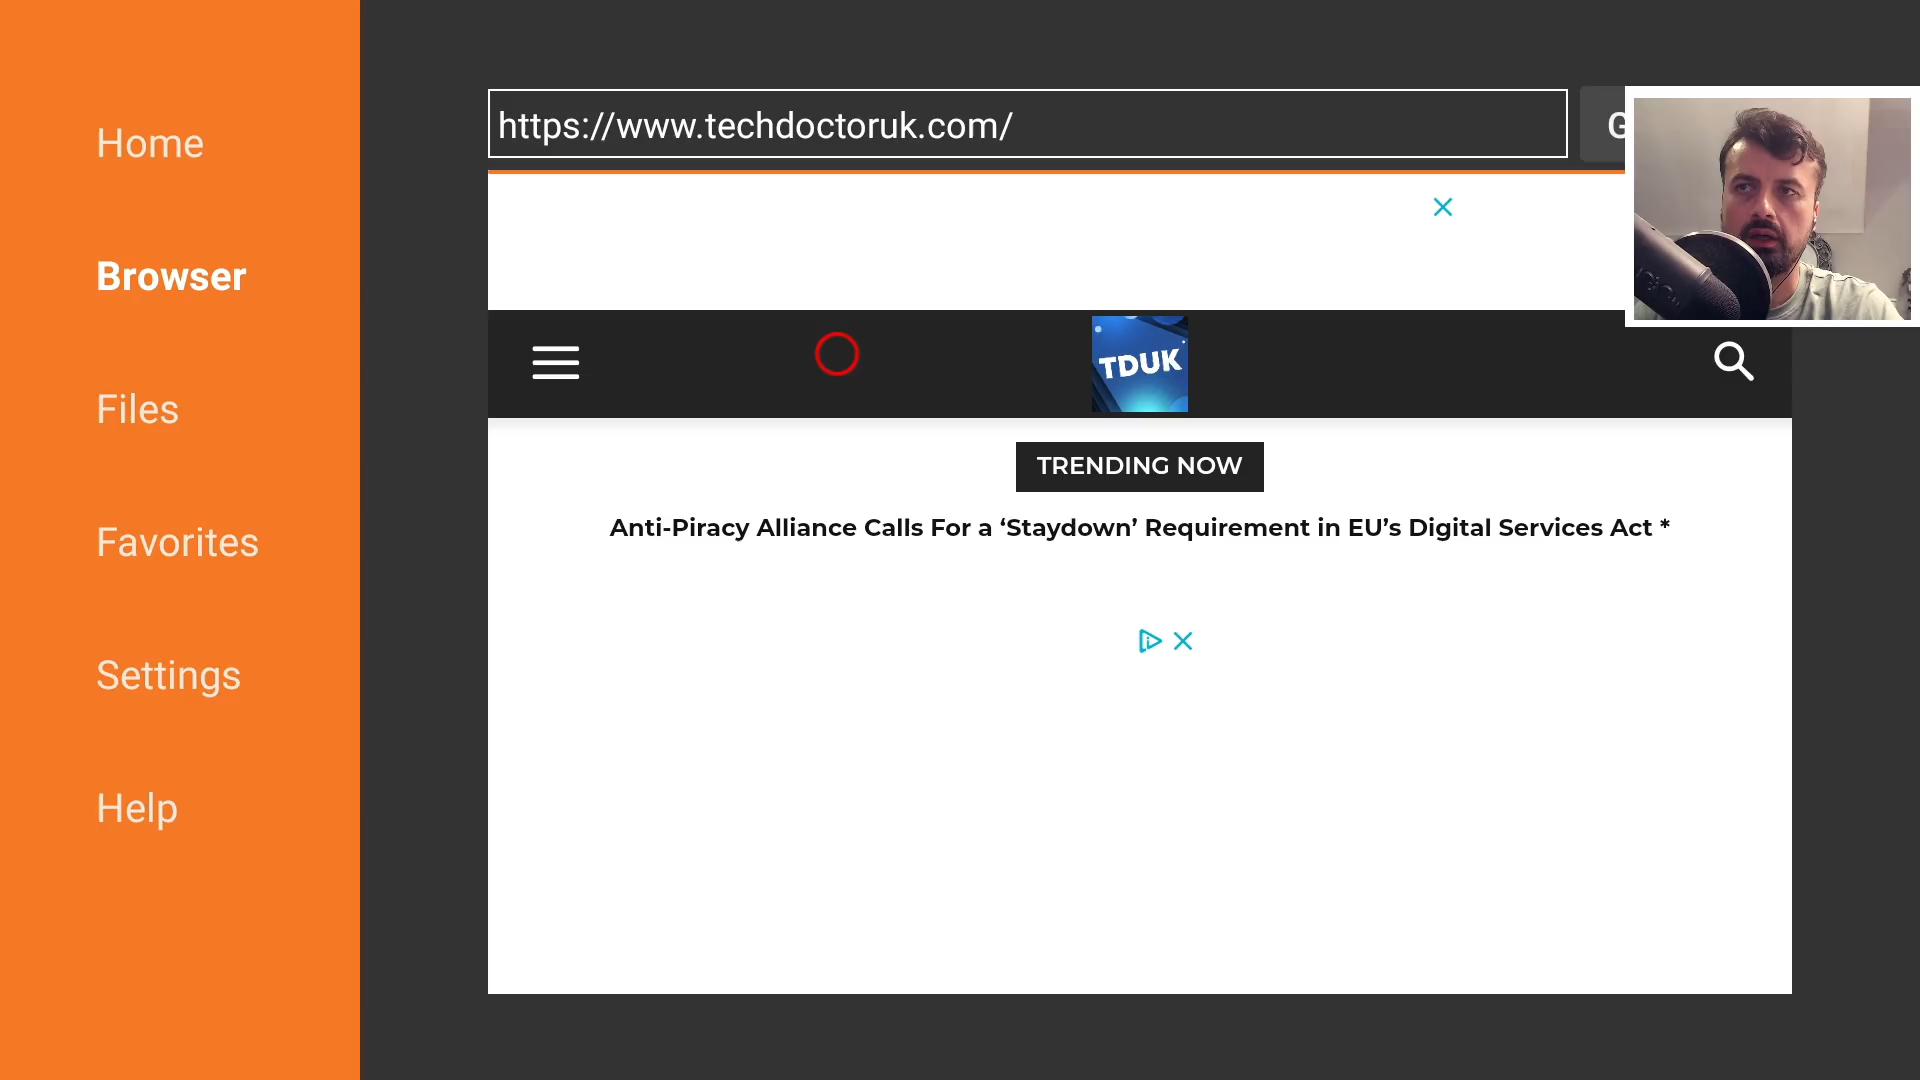 Home
Browser
Files
Favorites
Settings
Help
https://www.techdoctoruk.com/
G
TDUK
TRENDING NOW
Anti-Piracy Alliance Calls For a ‘Staydown’ Requirement in EU’s Digital Services Act *